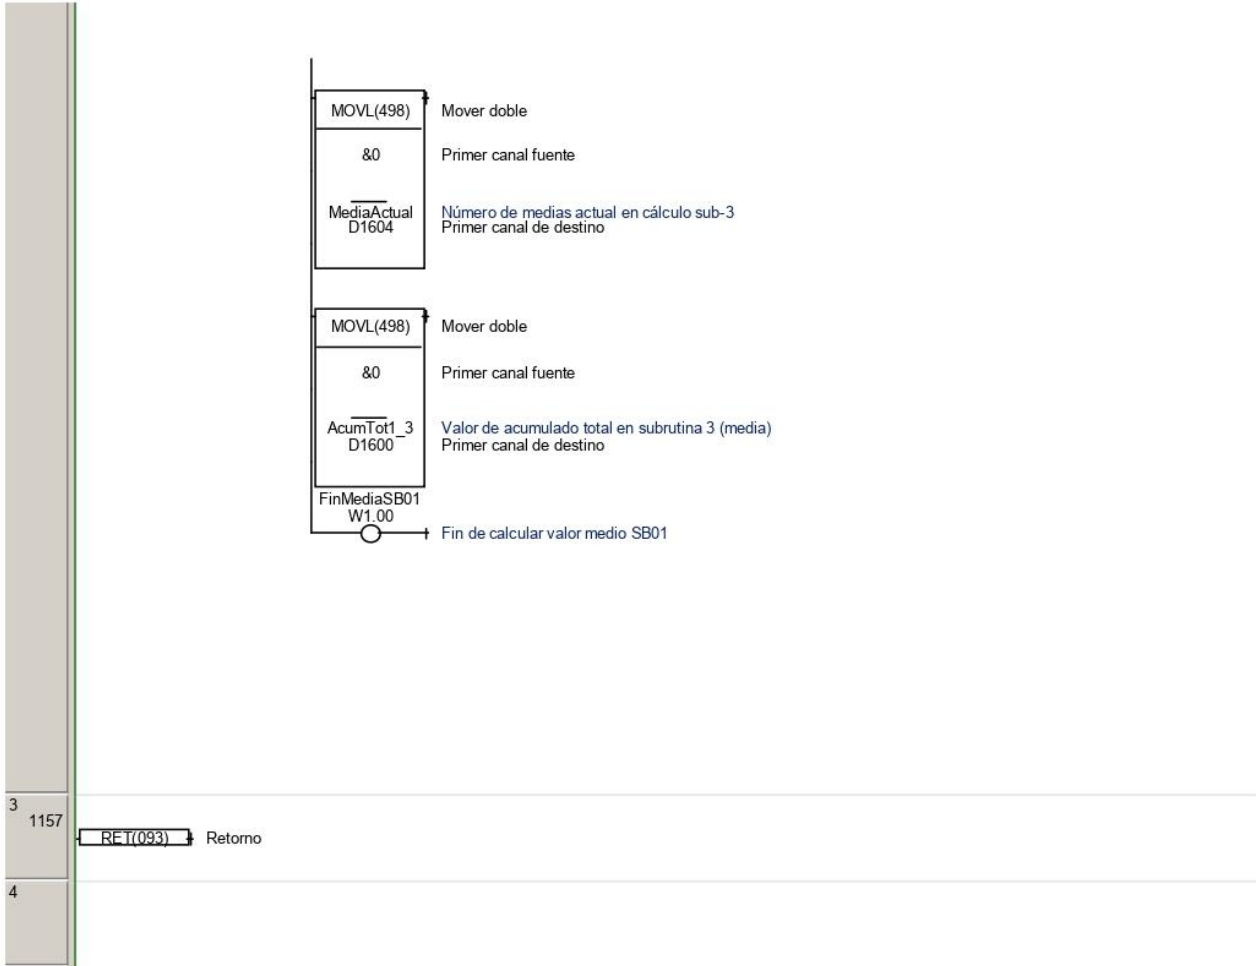 MOVL(498) Mover doble
&0 Primer canal fuente
MediaActual Número de medias actual en cálculo sub-3
D1604 Primer canal de destino
MOVL(498) Mover doble
&0 Primer canal fuente
AcumTot1_3 Valor de acumulado total en subrutina 3 (media)
D1600 Primer canal de destino
FinMediaSB01
W1.00
Fin de calcular valor medio SB01
3
1157
RET(093) Retorno
4